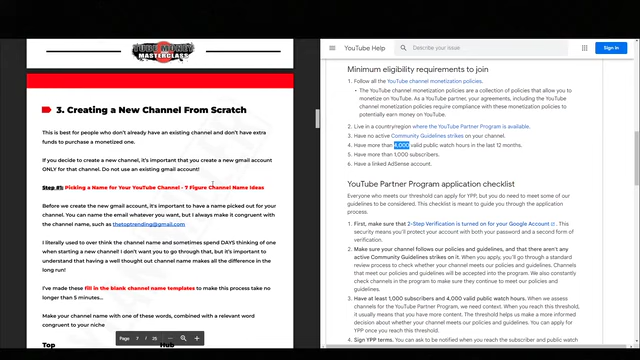 TUBE MONEY
MASTERCLASS
3. Creating a New Channel From Scratch
This is best for people who don't already have an existing channel and don't have extra
funds to purchase a monetized one.
If you decide to create a new channel, it's important that you create a new gmail account
ONLY for that channel. Do not use an existing gmail account!
Step #1: Picking a Name for Your YouTube Channel - 7 Figure Channel Name Ideas
Before we create the new gmail account, it's important to have a name picked out for your
channel. You can name the email whatever you want, but I always make it congruent with
the channel name, such as thetoptrending@gmail.com
I literally used to over think the channel name and sometimes spend DAYS thinking of one
when starting a new channel I don't want you to go through that, but it's important to
understand that having a well thought out channel name makes all the difference in the
long run!
I've made these fill in the blank channel name templates to make this process take no
longer than 5 minutes...
Make your channel name with one of these words, combined with a relevant word
congruent to your niche
Top Hub
Page 7 / 25
YouTube Help
Describe your issue
Sign in
Minimum eligibility requirements to join
1. Follow all the YouTube channel monetization policies.
• The YouTube channel monetization policies are a collection of policies that allow you to
monetize on YouTube. As a YouTube partner, your agreements, including the YouTube
channel monetization policies require compliance with these monetization policies to
potentially earn money on YouTube.
2. Live in a country/region where the YouTube Partner Program is available.
3. Have no active Community Guidelines strikes on your channel.
4. Have more than 4,000 valid public watch hours in the last 12 months.
5. Have more than 1,000 subscribers.
6. Have a linked AdSense account.
YouTube Partner Program application checklist
Everyone who meets our threshold can apply for YPP, but you do need to meet some of our
guidelines to be considered. This checklist is meant to guide you through the application
process.
1. First, make sure that 2-Step Verification is turned on for your Google Account. This
security means you'll protect your account with both your password and a second form of
verification.
2. Make sure your channel follows our policies and guidelines, and that there aren't any
active Community Guidelines strikes on it. When you apply, you'll go through a standard
review process to check whether your channel meets our policies and guidelines. Channels
that meet our policies and guidelines will be accepted into the program. We also constantly
check channels in the program to make sure they continue to meet our policies and
guidelines.
3. Have at least 1,000 subscribers and 4,000 valid public watch hours. When we assess
channels for the YouTube Partner Program, we need context. When you reach this threshold, it
usually means that you have more content. The threshold helps us make a more
informed decision about whether your channel meets our policies and guidelines. You can
apply for YPP once you reach this threshold.
4. Sign YPP terms. You can ask to be notified when you reach the subscriber and public watch